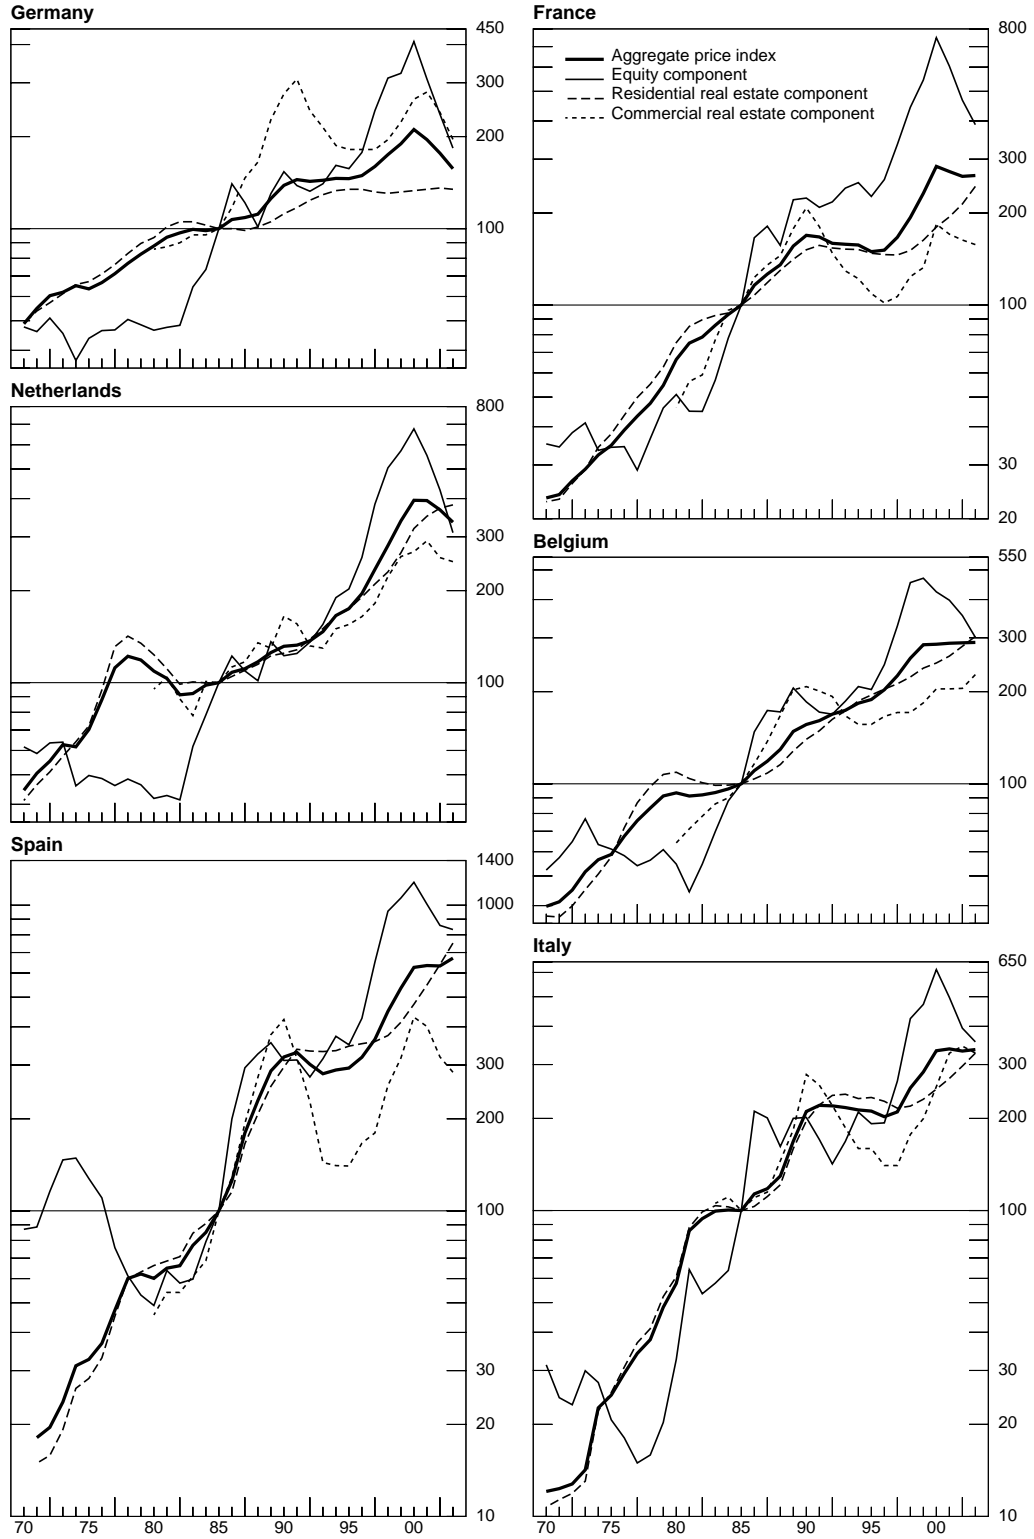 Germany
450
300
200
100
Netherlands
800
300
200
100
Spain
1400
1000
300
200
100
30
20
10
70 75 80 85 90 95 00
France
800
Aggregate price index
Equity component
Residential real estate component
Commercial real estate component
300
200
100
30
20
Belgium
550
300
200
100
Italy
650
300
200
100
30
20
10
70 75 80 85 90 95 00